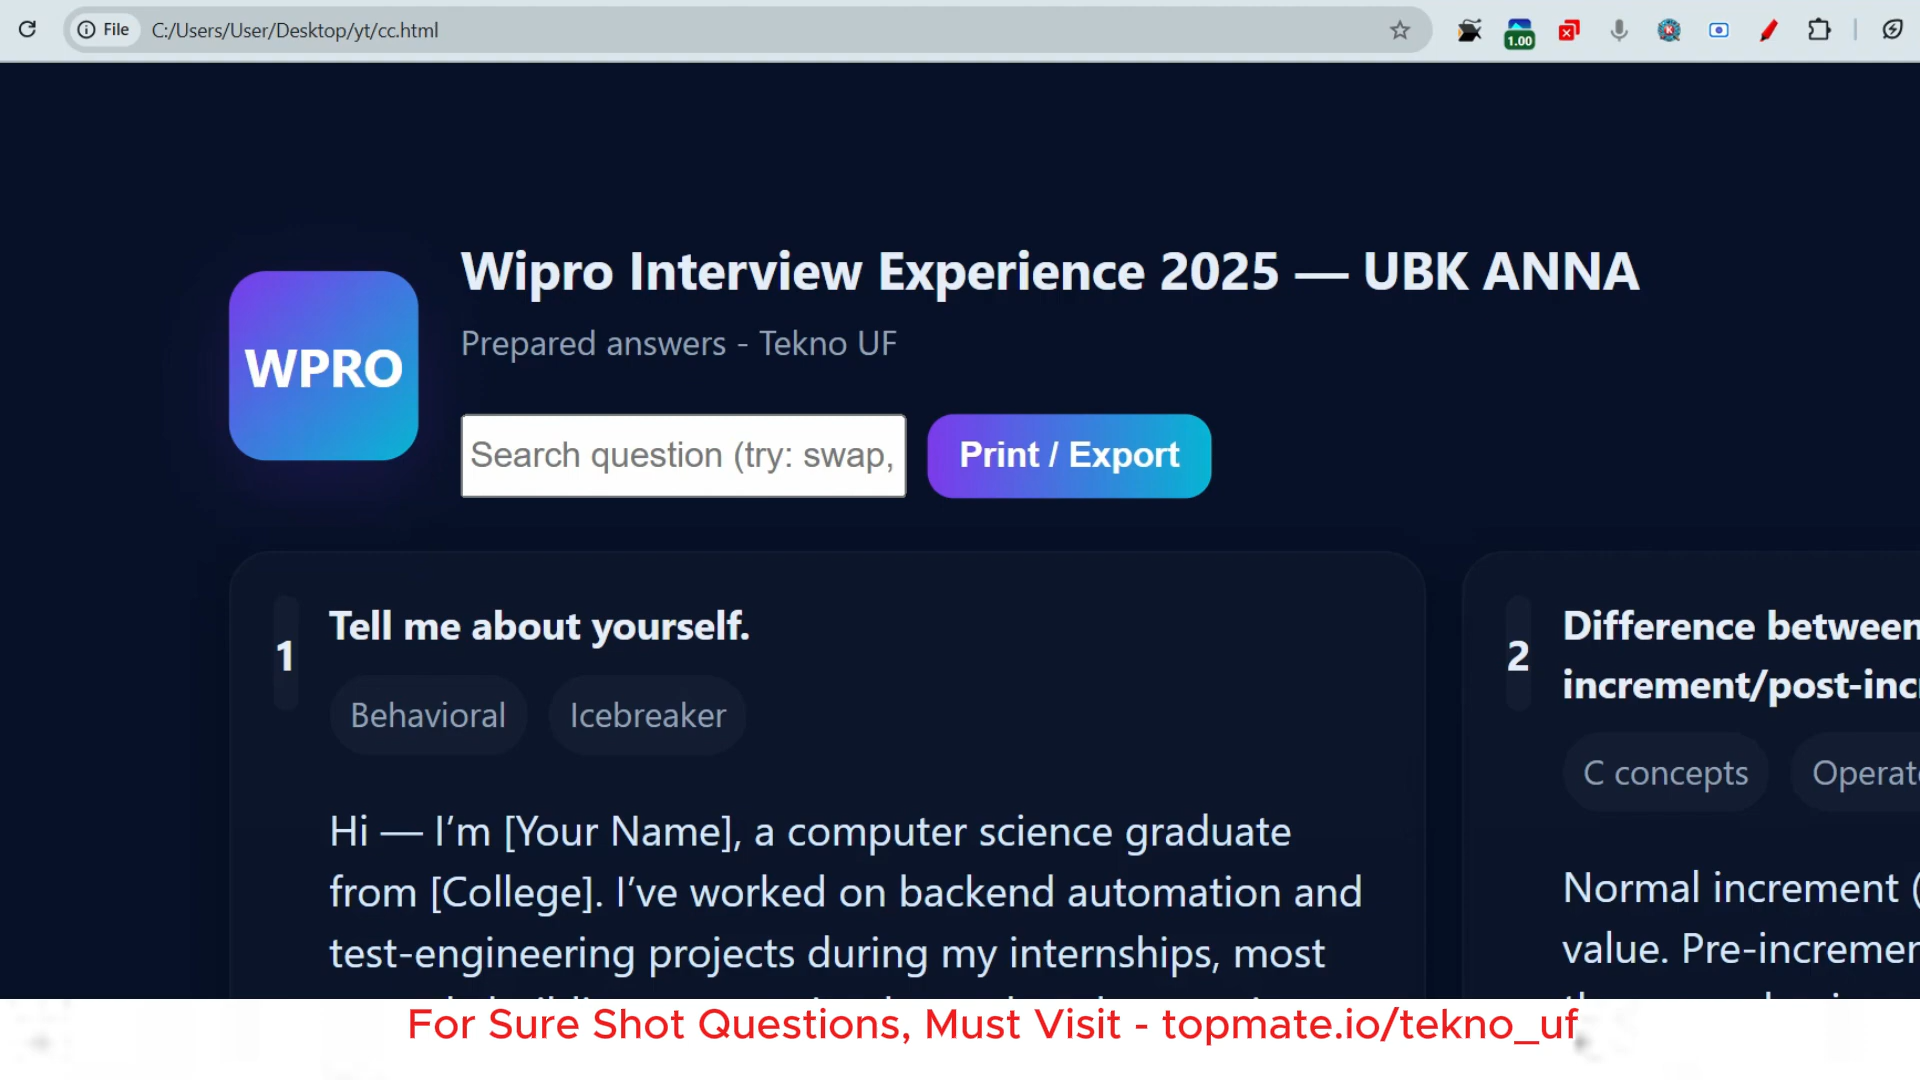 File C:/Users/User/Desktop/yt/cc.html
1.00
Wipro Interview Experience 2025 — UBK ANNA
Prepared answers - Tekno UF
WPRO
Search question (try: swap,
Print / Export
1
Tell me about yourself.
Behavioral Icebreaker
Hi — I’m [Your Name], a computer science graduate
from [College]. I’ve worked on backend automation and
test-engineering projects during my internships, most
2
Difference between
increment/post-inc
C concepts Operat
Normal increment (
value. Pre-incremen
For Sure Shot Questions, Must Visit - topmate.io/tekno_uf